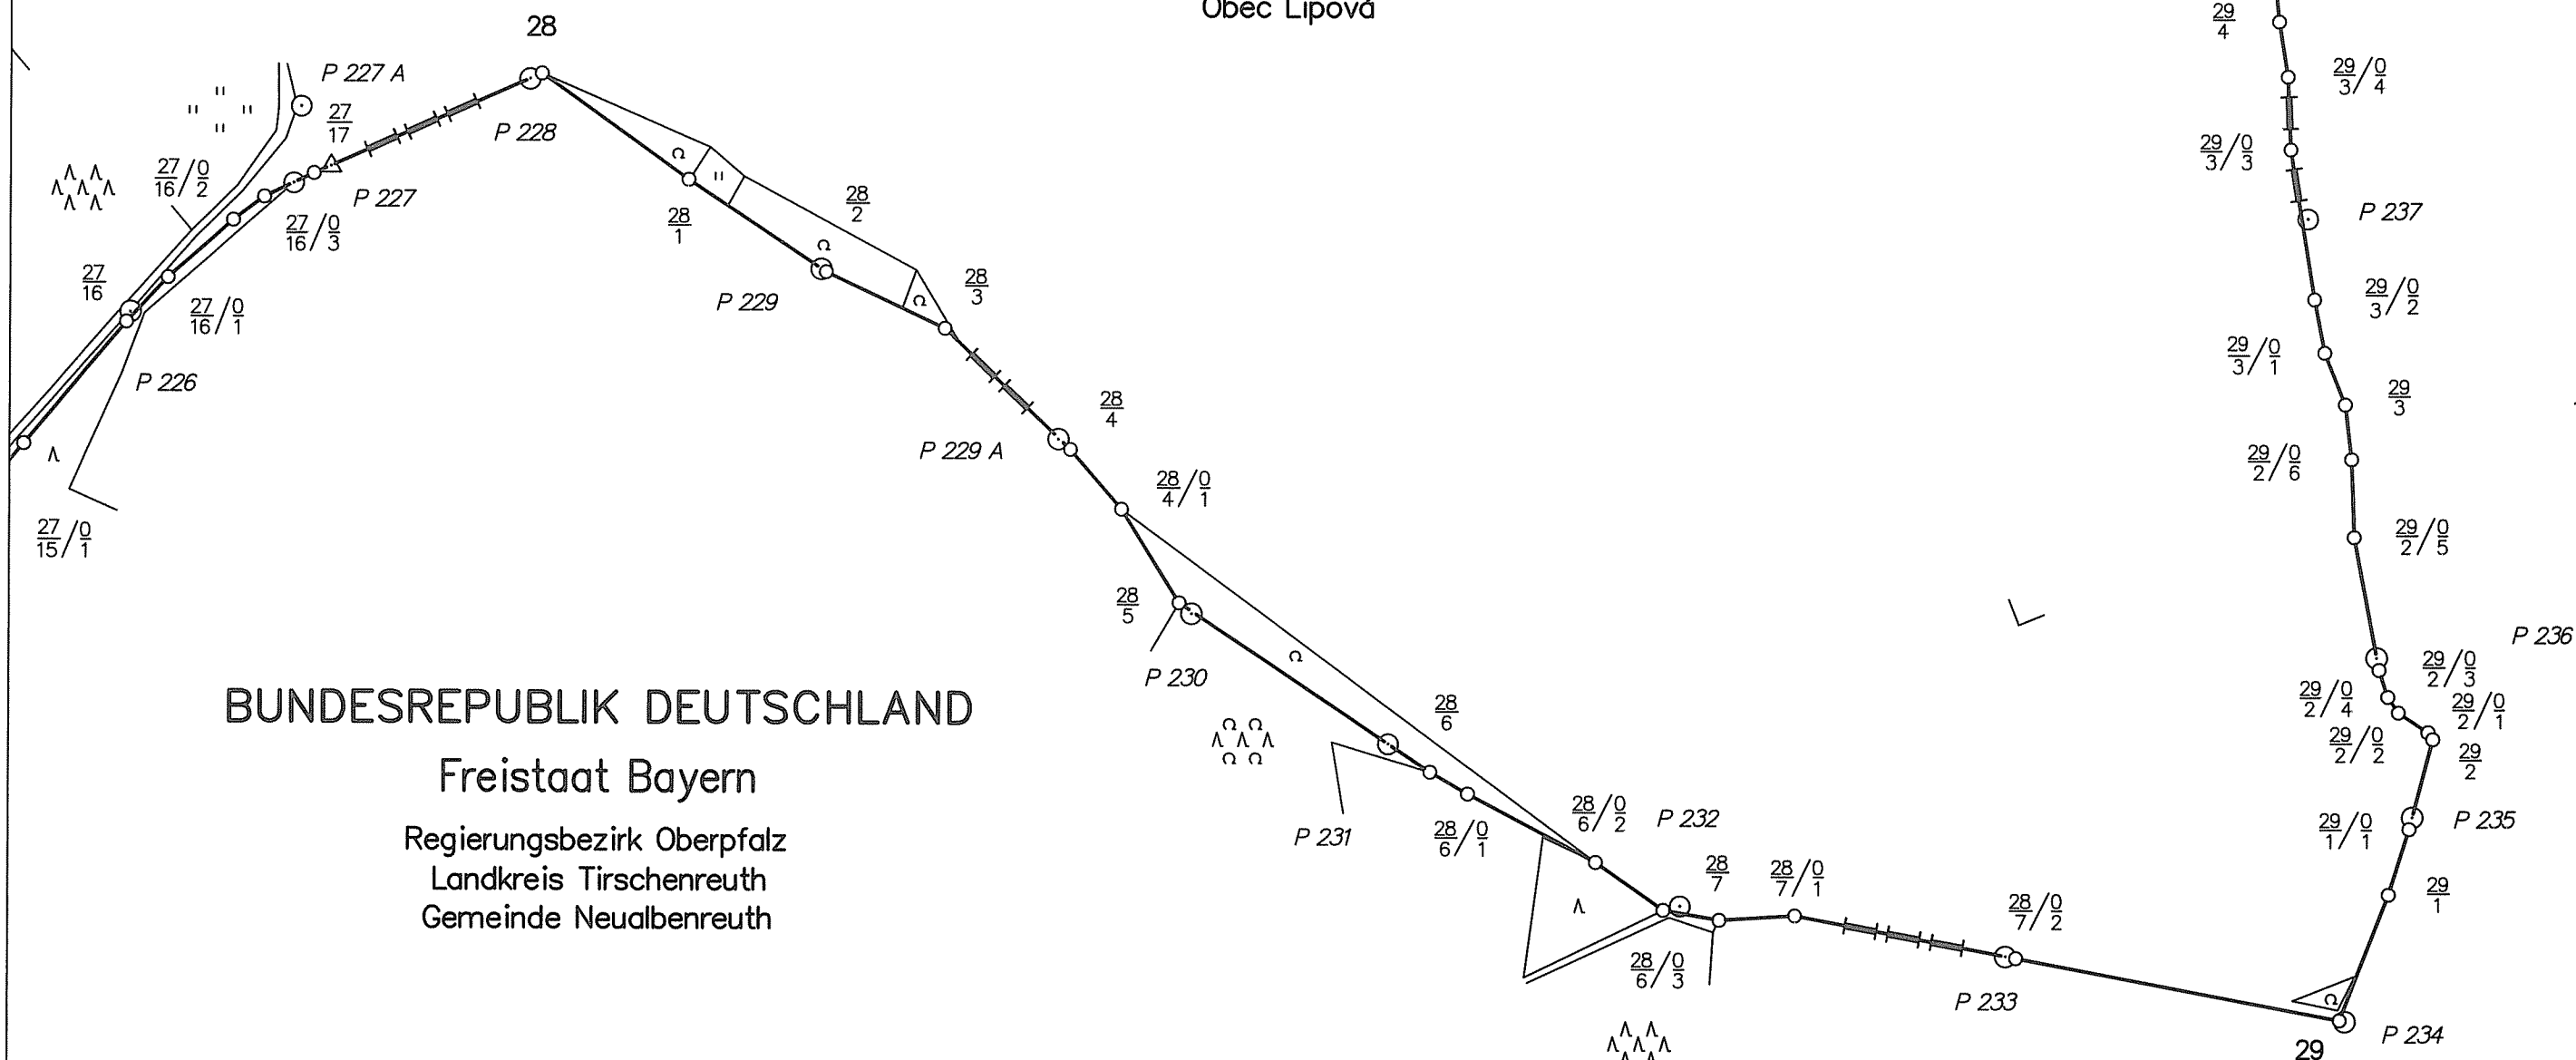 Obec Lipová
28
P 227 A
27/17
P 228
27/16/0/2
P 227
27/16/0/3
27/16
27/16/0/1
P 226
27/15/0/1
28/1
28/2
P 229
28/3
28/4
P 229 A
28/4/0/1
28/5
P 230
28/6
P 231
28/6/0/1
28/6/0/2
P 232
28/7
28/7/0/1
28/6/0/3
28/7/0/2
P 233
29
P 234
29/1
29/1/0/1
P 235
29/2
29/2/0/1
29/2/0/2
29/2/0/3
29/2/0/4
P 236
29/2/0/5
29/2/0/6
29/3
29/3/0/1
29/3/0/2
P 237
29/3/0/3
29/3/0/4
29/4
BUNDESREPUBLIK DEUTSCHLAND
Freistaat Bayern
Regierungsbezirk Oberpfalz
Landkreis Tirschenreuth
Gemeinde Neualbenreuth